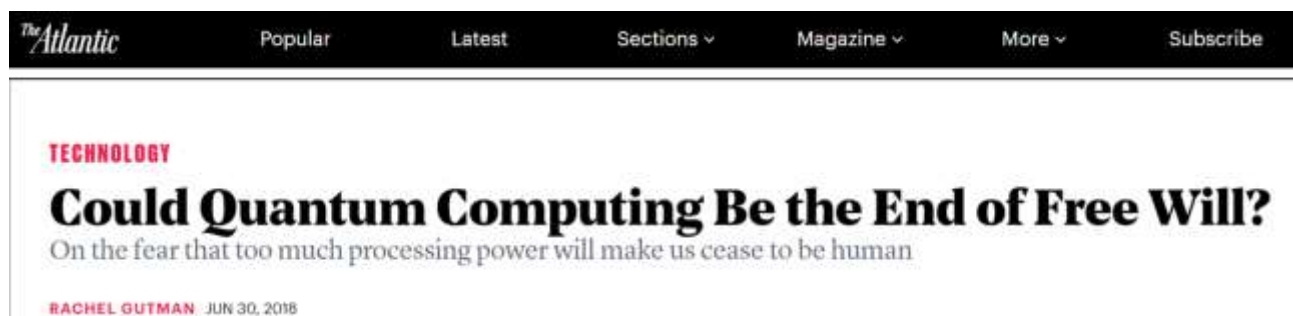 The Atlantic Popular Latest Sections Magazine More Subscribe
TECHNOLOGY
Could Quantum Computing Be the End of Free Will?
On the fear that too much processing power will make us cease to be human
RACHEL GUTMAN JUN 30, 2018